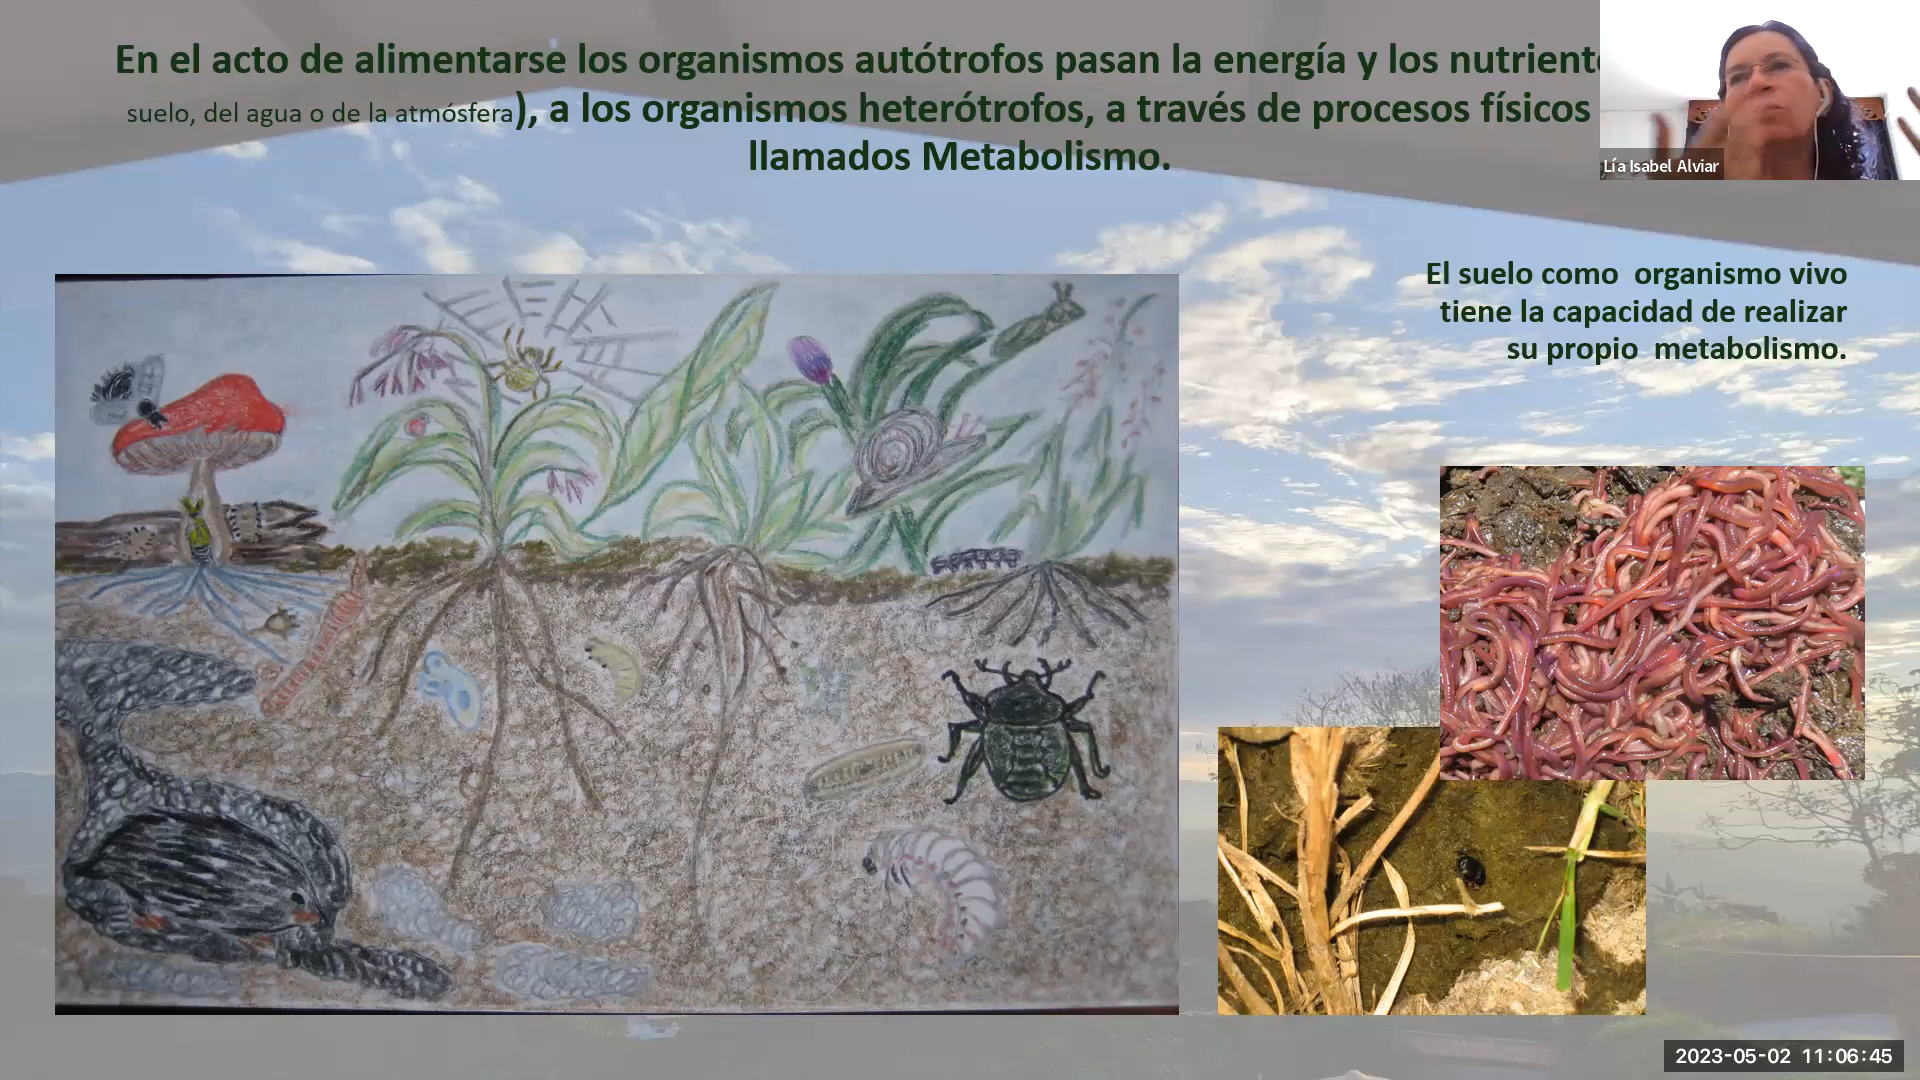 En el acto de alimentarse los organismos autótrofos pasan la energía y los
suelo, del agua o de la atmósfera), a los organismos heterótrofos, a través de procesos físicos
llamados Metabolismo.
Lía Isabel Alviar
El suelo como organismo vivo
tiene la capacidad de realizar
su propio metabolismo.
2023-05-02 11:06:45